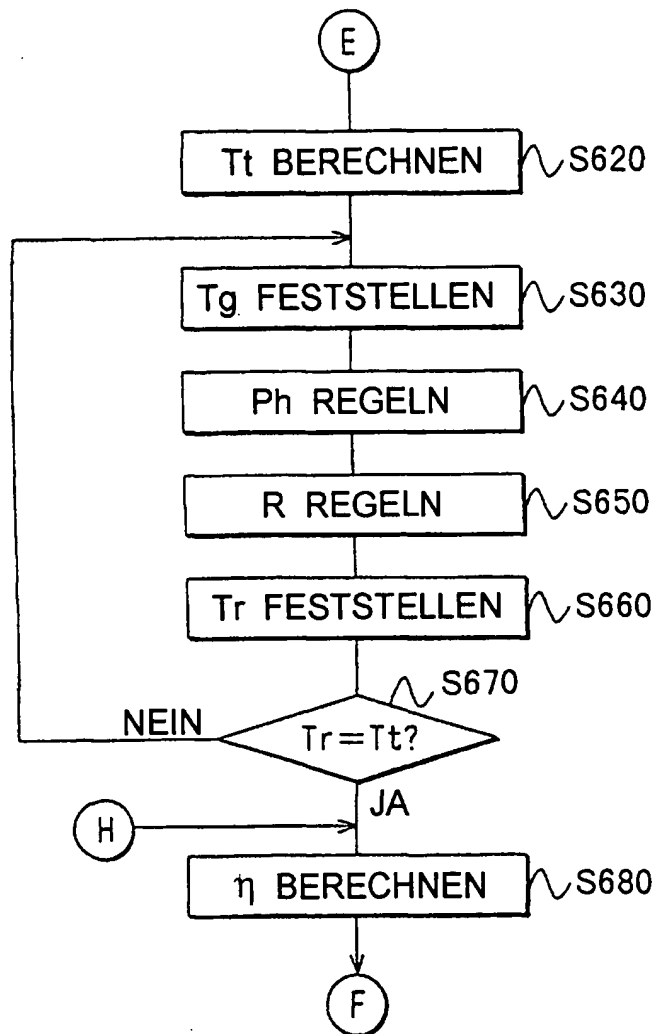 E
Tt BERECHNEN
S620
Tg FESTSTELLEN
S630
Ph REGELN
S640
R REGELN
S650
Tr FESTSTELLEN
S660
S670
NEIN
Tr=Tt?
JA
H
η BERECHNEN
S680
F